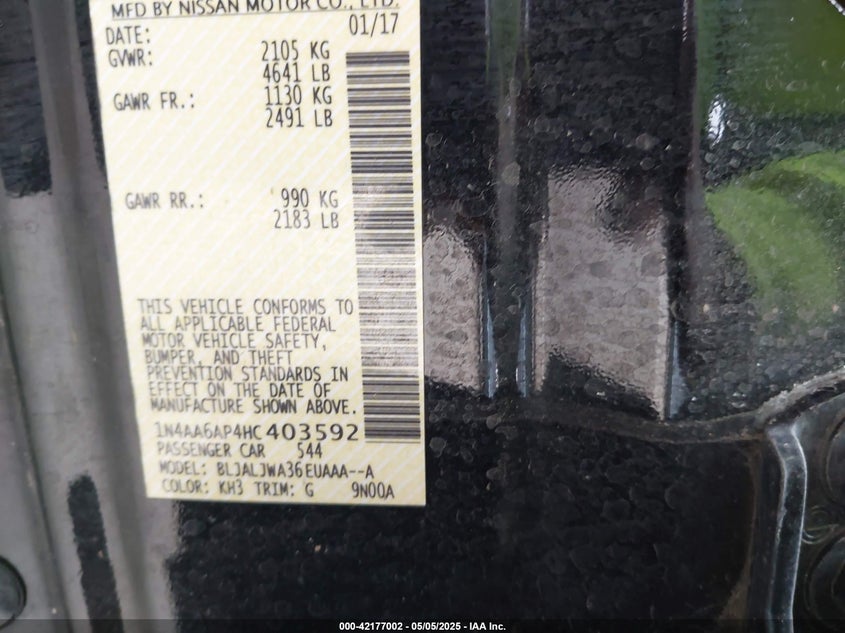 MFD BY NISSAN MOTOR CO., LTD.
DATE: 01/17
GVWR: 2105 KG
4641 LB
GAWR FR.: 1130 KG
2491 LB
GAWR RR.: 990 KG
2183 LB
THIS VEHICLE CONFORMS TO
ALL APPLICABLE FEDERAL
MOTOR VEHICLE SAFETY,
BUMPER, AND THEFT
PREVENTION STANDARDS IN
EFFECT ON THE DATE OF
MANUFACTURE SHOWN ABOVE.
1N4AA6AP4HC403592
PASSENGER CAR 544
MODEL: BLJALJWA36EUAAA--A
COLOR: KH3 TRIM: G 9N00A
000-42177002 - 05/05/2025 - IAA Inc.